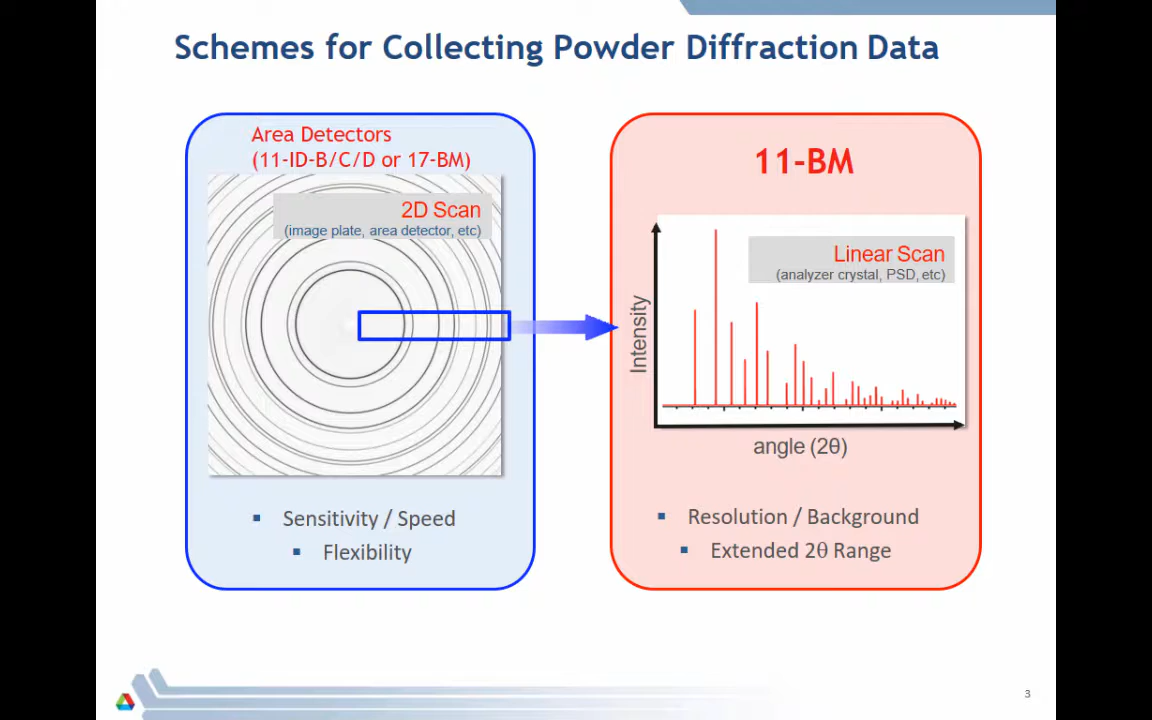 Schemes for Collecting Powder Diffraction Data
Area Detectors
(11-ID-B/C/D or 17-BM)
2D Scan
(image plate, area detector, etc)
▪ Sensitivity / Speed
▪ Flexibility
11-BM
Linear Scan
(analyzer crystal, PSD, etc)
Intensity
angle (2θ)
▪ Resolution / Background
▪ Extended 2θ Range
3